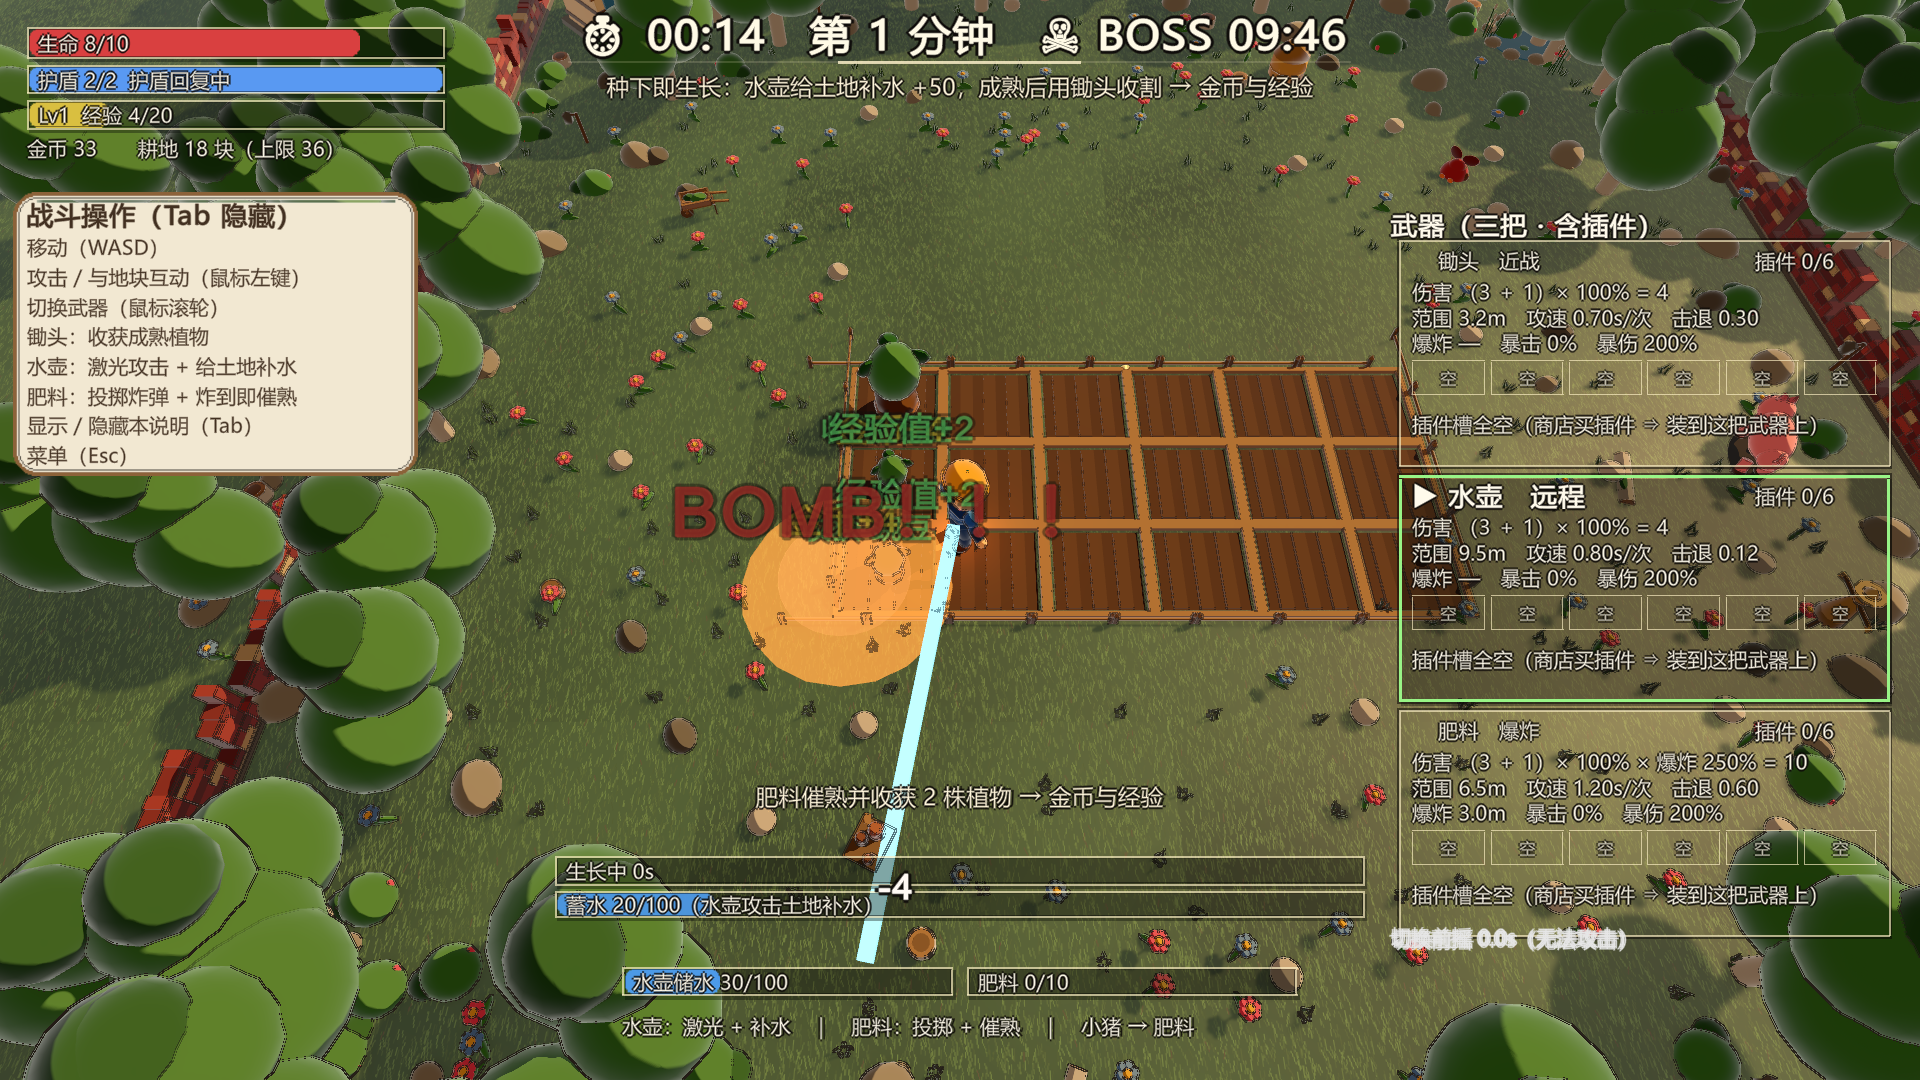 生命 8/10
护盾 2/2 护盾回复中
Lv1 经验 4/20
金币 33 耕地 18 块（上限 36）
00:14 第 1 分钟 BOSS 09:46
种下即生长：水壶给土地补水 +50，成熟后用锄头收割 → 金币与经验
战斗操作（Tab 隐藏）
移动（WASD）
攻击 / 与地块互动（鼠标左键）
切换武器（鼠标滚轮）
锄头：收获成熟植物
水壶：激光攻击 + 给土地补水
肥料：投掷炸弹 + 炸到即催熟
显示 / 隐藏本说明（Tab）
菜单（Esc）
经验值+2
BOMB！！！
肥料催熟并收获 2 株植物 → 金币与经验
生长中 0s
-4
蓄水 20/100（水壶攻击土地补水）
水壶储水 30/100
肥料 0/10
水壶：激光 + 补水 | 肥料：投掷 + 催熟 | 小猪 → 肥料
武器（三把 · 含插件）
锄头 近战 插件 0/6
伤害 （3 + 1）× 100% = 4
范围 3.2m 攻速 0.70s/次 击退 0.30
爆炸 — 暴击 0% 暴伤 200%
空 空 空 空 空 空
插件槽全空（商店买插件 ⇒ 装到这把武器上）
▶ 水壶 远程 插件 0/6
伤害 （3 + 1）× 100% = 4
范围 9.5m 攻速 0.80s/次 击退 0.12
爆炸 — 暴击 0% 暴伤 200%
空 空 空 空 空 空
插件槽全空（商店买插件 ⇒ 装到这把武器上）
肥料 爆炸 插件 0/6
伤害 （3 + 1）× 100% × 爆炸 250% = 10
范围 6.5m 攻速 1.20s/次 击退 0.60
爆炸 3.0m 暴击 0% 暴伤 200%
空 空 空 空 空 空
插件槽全空（商店买插件 ⇒ 装到这把武器上）
切换前摇 0.0s（无法攻击）